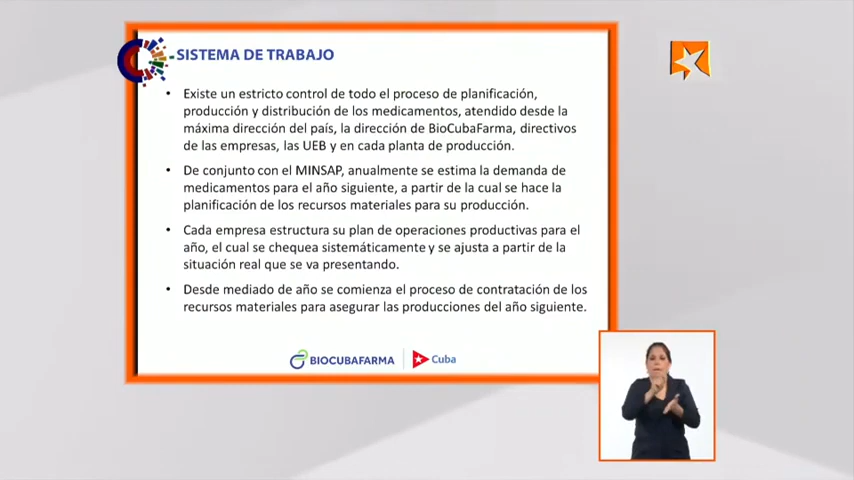 SISTEMA DE TRABAJO
• Existe un estricto control de todo el proceso de planificación,
producción y distribución de los medicamentos, atendido desde la
máxima dirección del país, la dirección de BioCubaFarma, directivos
de las empresas, las UEB y en cada planta de producción.
• De conjunto con el MINSAP, anualmente se estima la demanda de
medicamentos para el año siguiente, a partir de la cual se hace la
planificación de los recursos materiales para su producción.
• Cada empresa estructura su plan de operaciones productivas para el
año, el cual se chequea sistemáticamente y se ajusta a partir de la
situación real que se va presentando.
• Desde mediado de año se comienza el proceso de contratación de los
recursos materiales para asegurar las producciones del año siguiente.
BIOCUBAFARMA Cuba